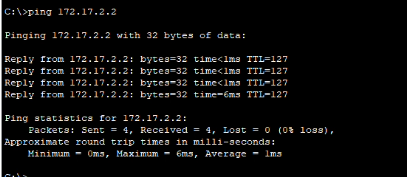 C:\>ping 172.17.2.2
Pinging 172.17.2.2 with 32 bytes of data:
Reply from 172.17.2.2: bytes=32 time<1ms TTL=127
Reply from 172.17.2.2: bytes=32 time<1ms TTL=127
Reply from 172.17.2.2: bytes=32 time<1ms TTL=127
Reply from 172.17.2.2: bytes=32 time=6ms TTL=127
Ping statistics for 172.17.2.2:
Packets: Sent = 4, Received = 4, Lost = 0 (0% loss),
Approximate round trip times in milli-seconds:
Minimum = 0ms, Maximum = 6ms, Average = 1ms
C:\>